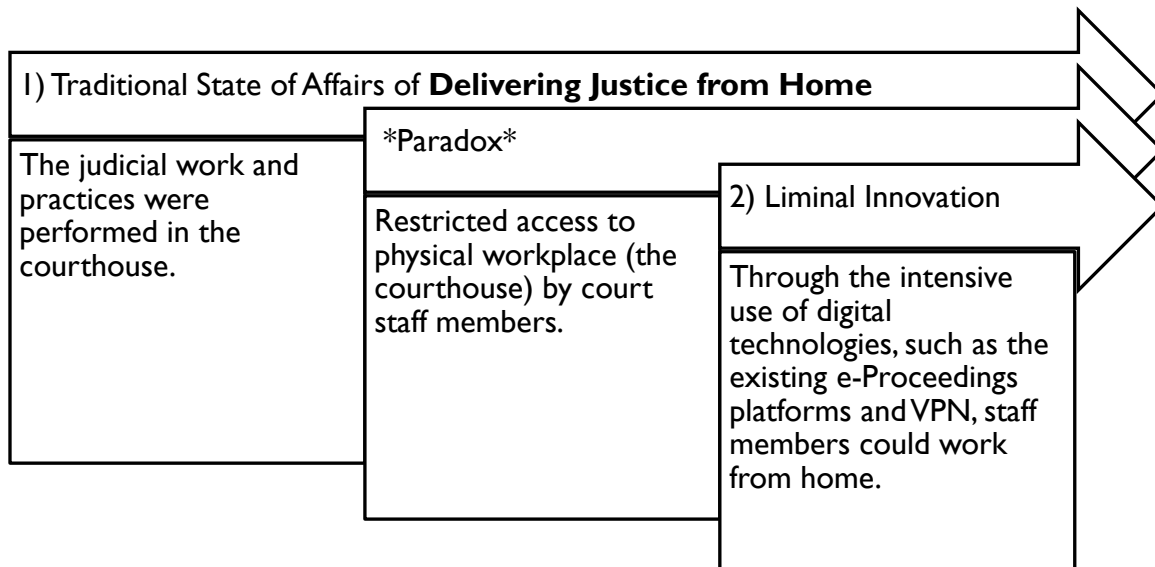 1) Traditional State of Affairs of Delivering Justice from Home
The judicial work and
practices were
performed in the
courthouse.
*Paradox*
Restricted access to
physical workplace (the
courthouse) by court
staff members.
2) Liminal Innovation
Through the intensive
use of digital
technologies, such as the
existing e-Proceedings
platforms and VPN, staff
members could work
from home.